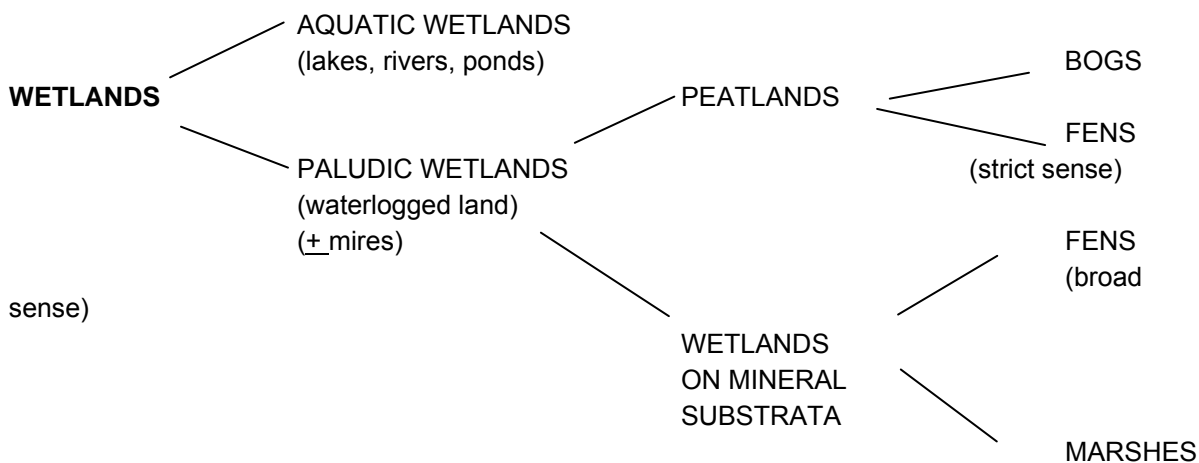 AQUATIC WETLANDS
(lakes, rivers, ponds)
BOGS
WETLANDS
PEATLANDS
FENS
(strict sense)
PALUDIC WETLANDS
(waterlogged land)
(+ mires)
FENS
(broad
sense)
WETLANDS
ON MINERAL
SUBSTRATA
MARSHES